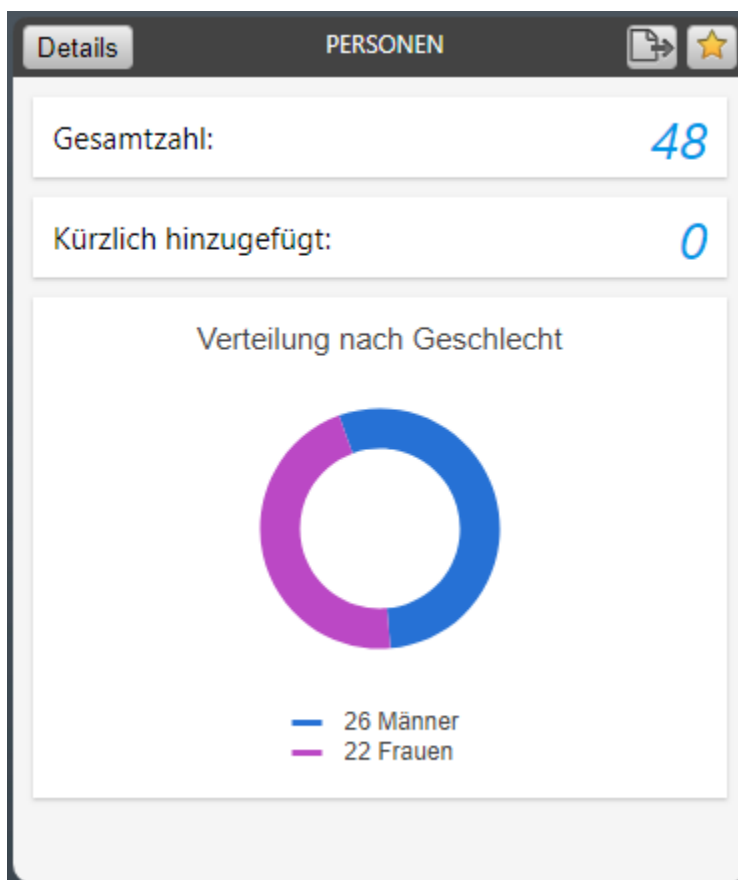 Details
PERSONEN
Gesamtzahl:
48
Kürzlich hinzugefügt:
0
Verteilung nach Geschlecht
26 Männer
22 Frauen